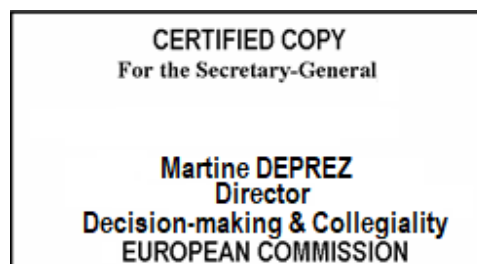 CERTIFIED COPY
For the Secretary-General
Martine DEPREZ
Director
Decision-making & Collegiality
EUROPEAN COMMISSION